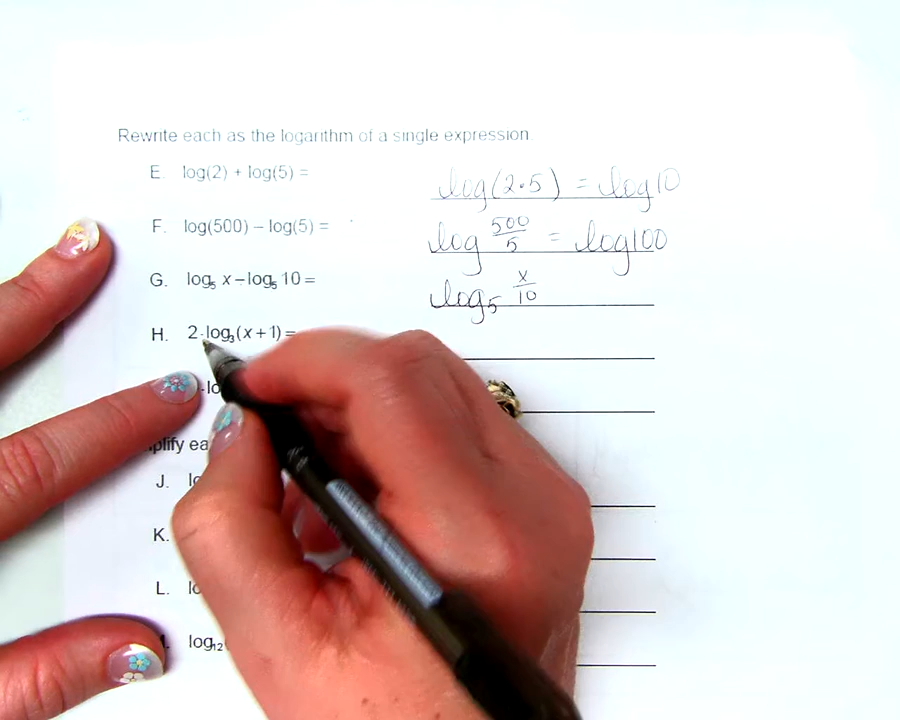 Rewrite each as the logarithm of a single expression.
E. log(2) + log(5) = log(2•5) = log10
F. log(500) – log(5) = log 500/5 = log100
G. log₅ x – log₅ 10 = log₅ x/10
H. 2·log₃(x+1) =
J.
K.
L.
log₁₂